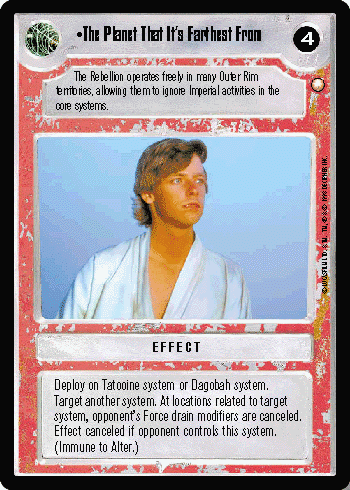 •The Planet That It's Farthest From
4
The Rebellion operates freely in many Outer Rim
territories, allowing them to ignore Imperial activities in the
core systems.
EFFECT
Deploy on Tatooine system or Dagobah system.
Target another system. At locations related to target
system, opponent's Force drain modifiers are canceled.
Effect canceled if opponent controls this system.
(Immune to Alter.)